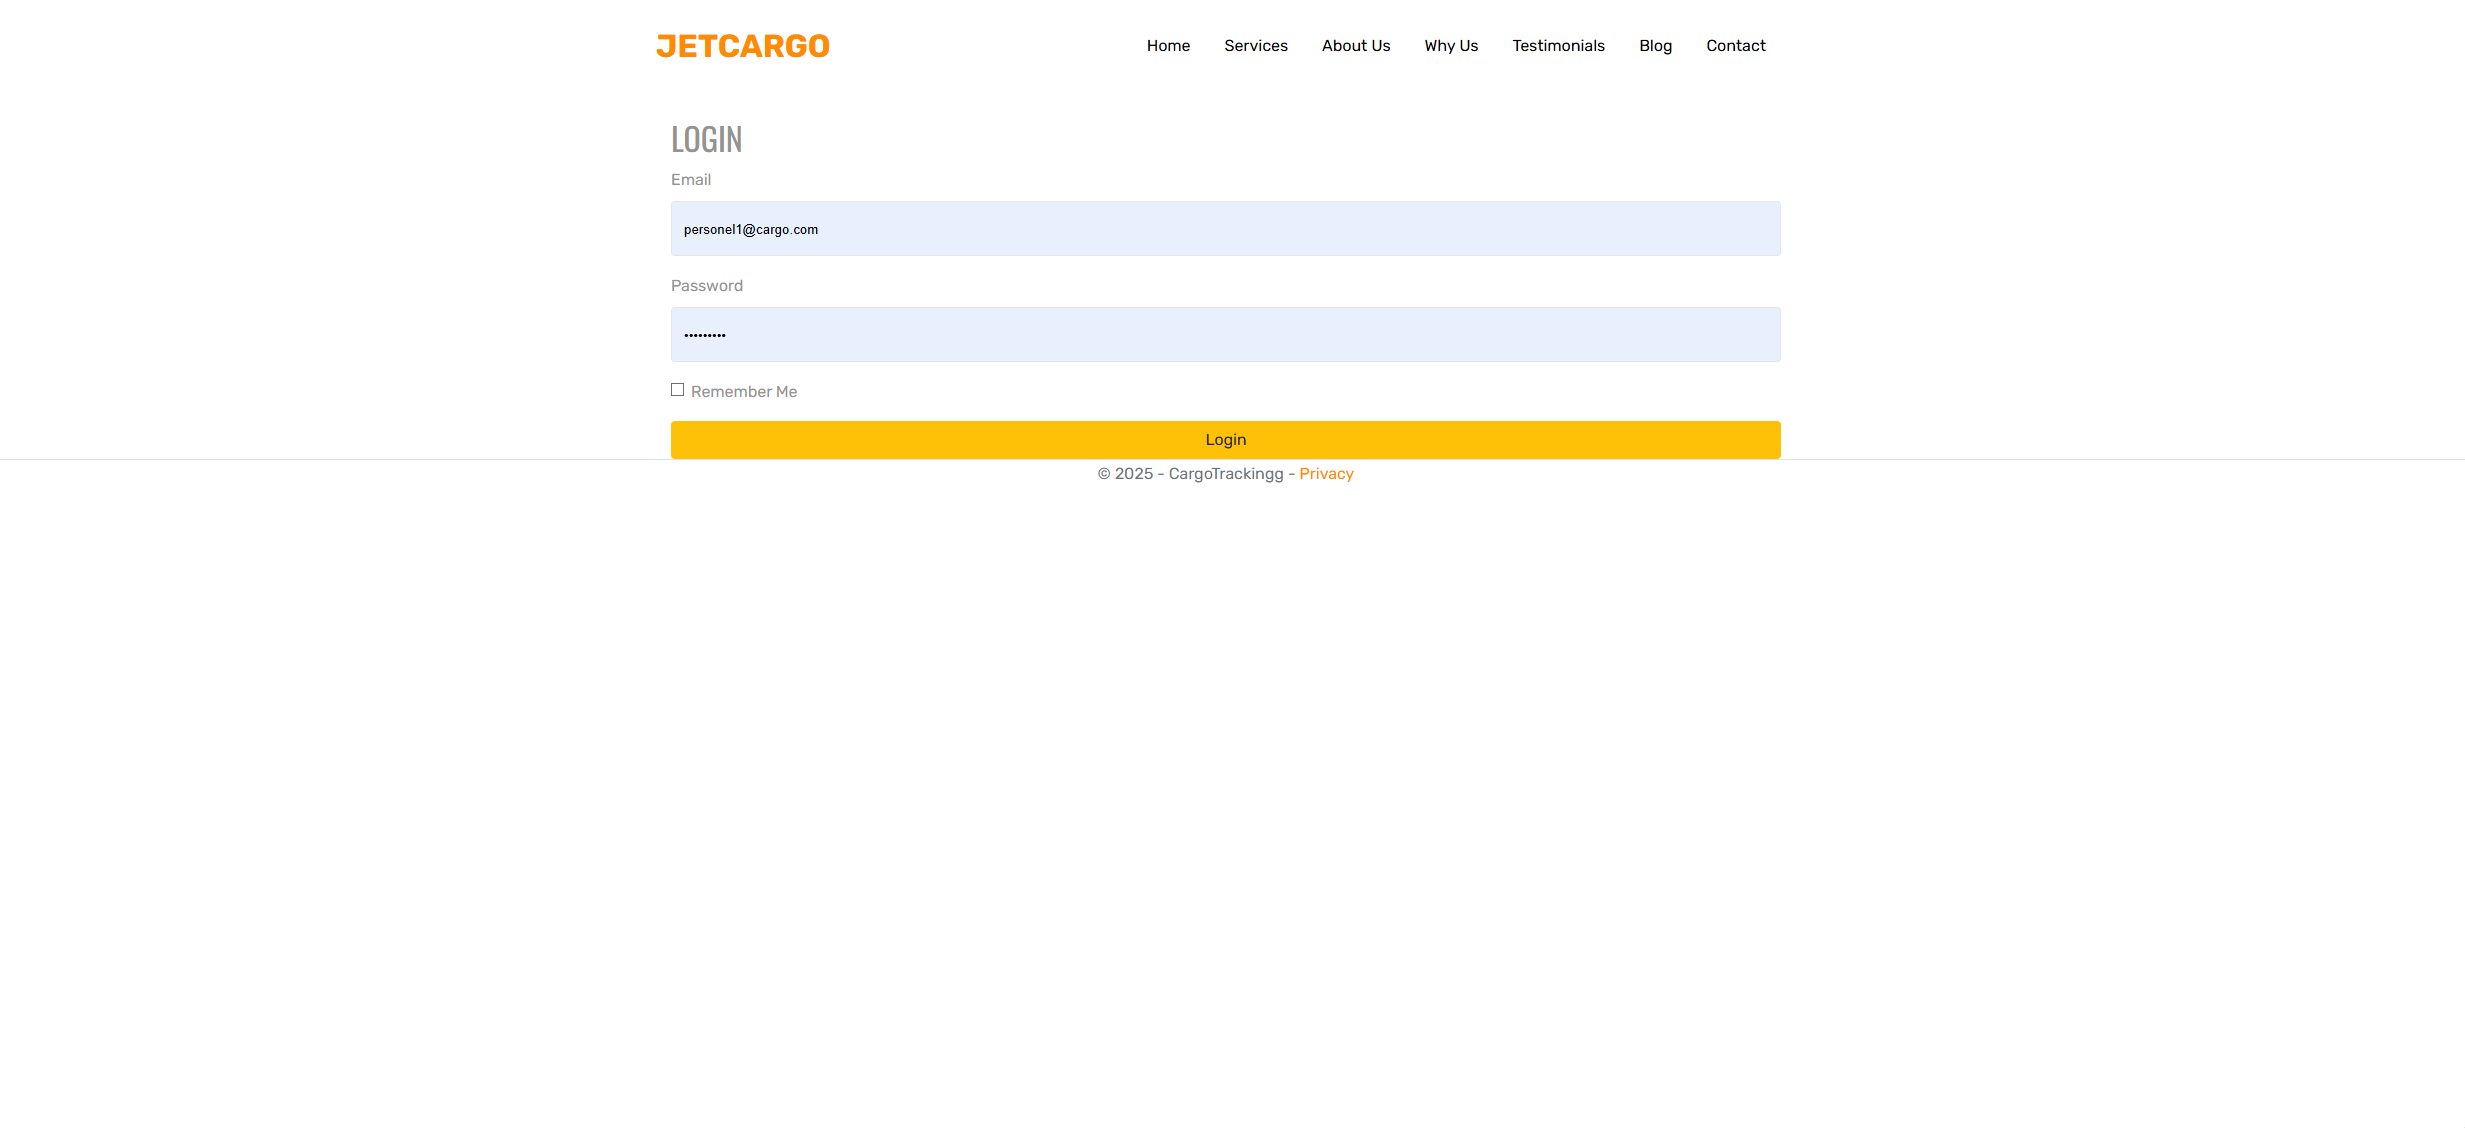 JETCARGO
Home Services About Us Why Us Testimonials Blog Contact
LOGIN
Email
personel1@cargo.com
Password
•••••••••
Remember Me
Login
© 2025 - CargoTrackingg - Privacy